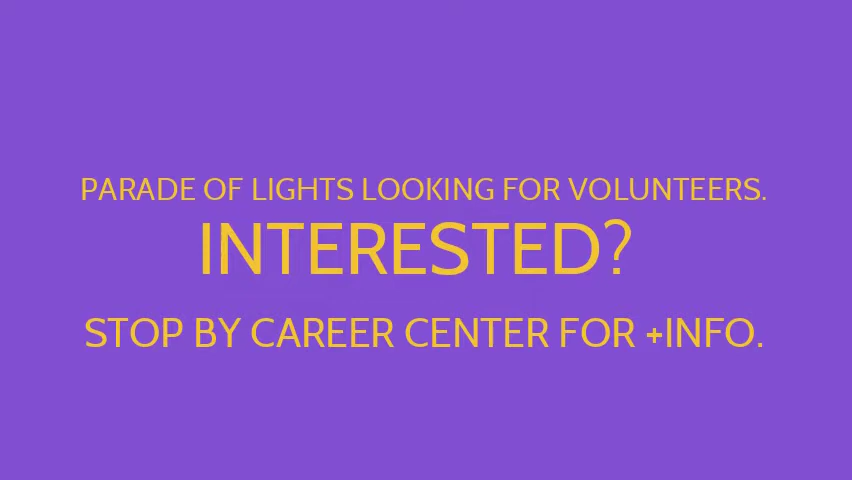 PARADE OF LIGHTS LOOKING FOR VOLUNTEERS.
INTERESTED?
STOP BY CAREER CENTER FOR +INFO.